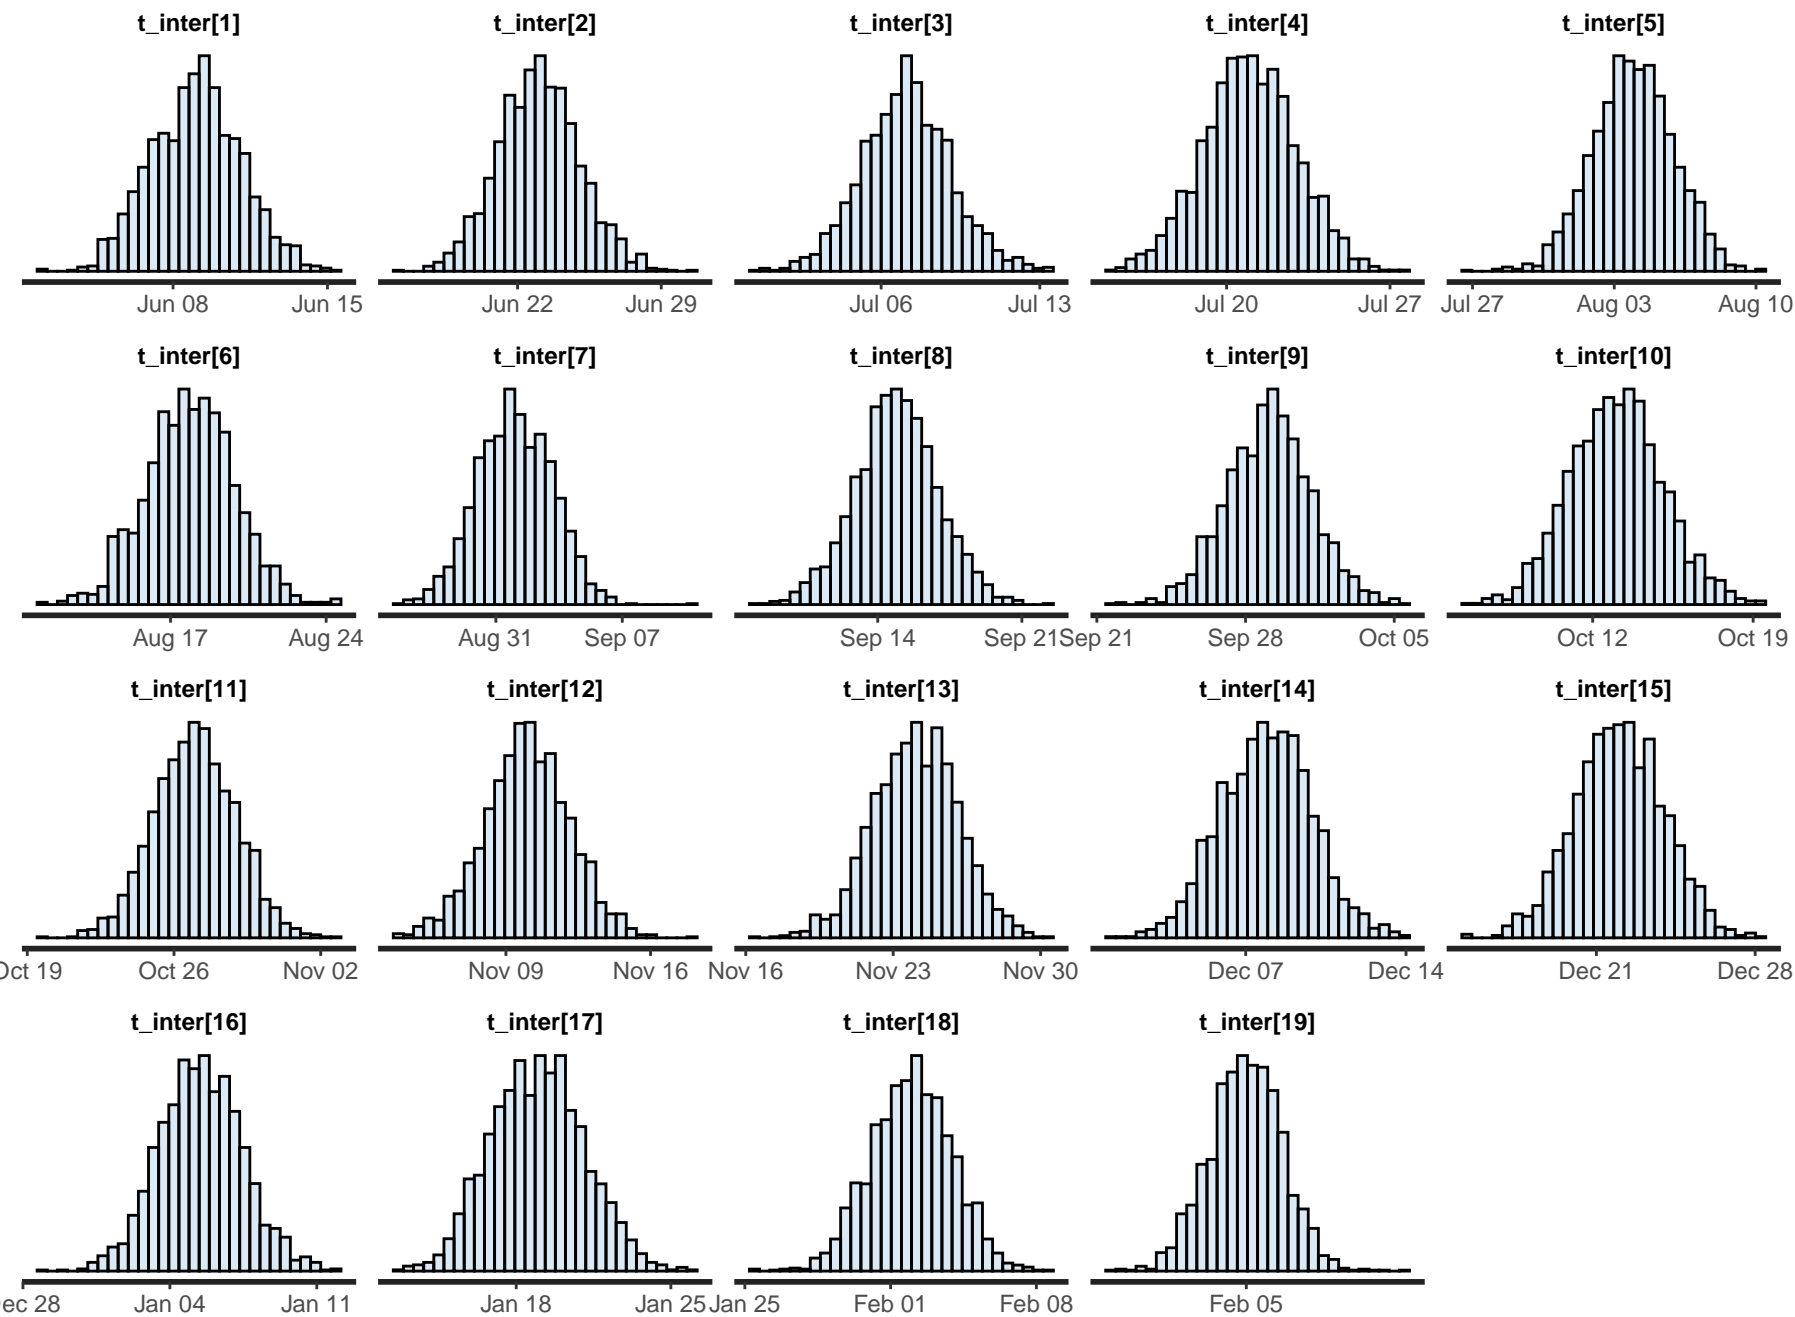 t_inter[1] t_inter[2] t_inter[3] t_inter[4] t_inter[5]
Jun 08 Jun 15 Jun 22 Jun 29 Jul 06 Jul 13 Jul 20 Jul 27 Jul 27 Aug 03 Aug 10
t_inter[6] t_inter[7] t_inter[8] t_inter[9] t_inter[10]
Aug 17 Aug 24 Aug 31 Sep 07 Sep 14 Sep 21 Sep 21 Sep 28 Oct 05 Oct 12 Oct 19
t_inter[11] t_inter[12] t_inter[13] t_inter[14] t_inter[15]
Oct 19 Oct 26 Nov 02 Nov 09 Nov 16 Nov 16 Nov 23 Nov 30 Dec 07 Dec 14 Dec 21 Dec 28
t_inter[16] t_inter[17] t_inter[18] t_inter[19]
ec 28 Jan 04 Jan 11 Jan 18 Jan 25 Jan 25 Feb 01 Feb 08 Feb 05